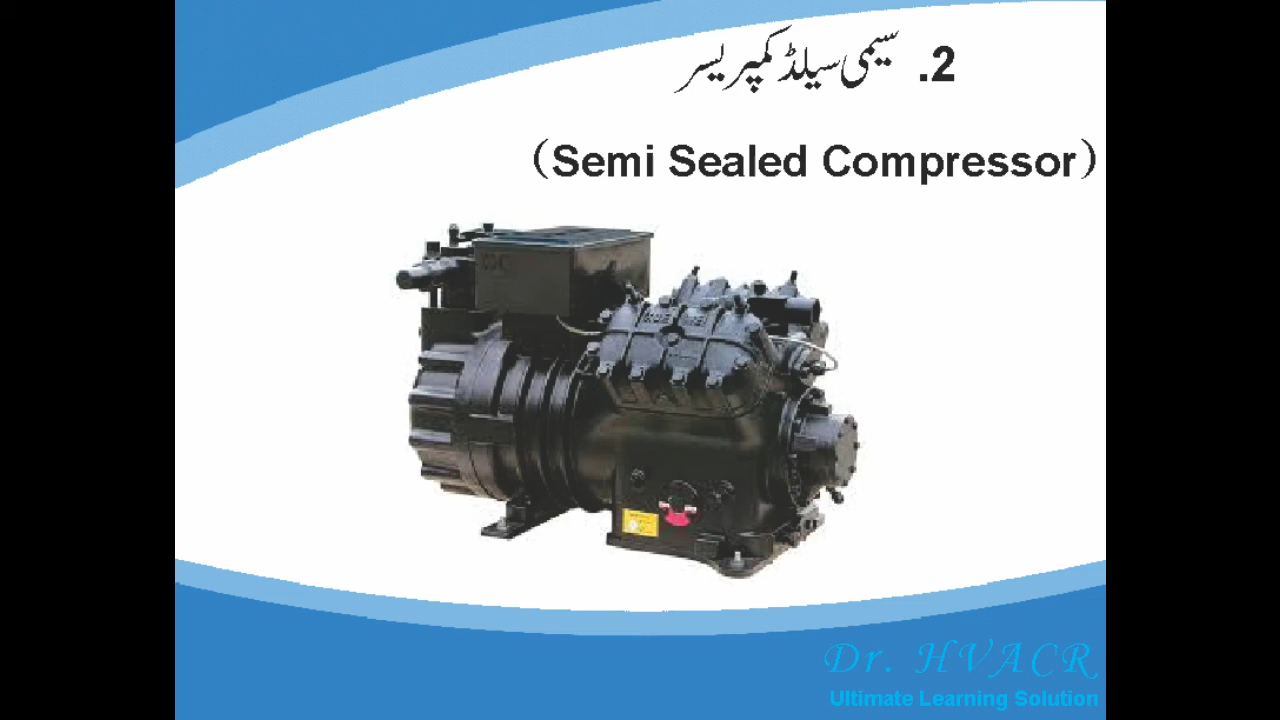 2. سیمی سیلڈ کمپریسر
(Semi Sealed Compressor)
Dr. HVACR
Ultimate Learning Solution